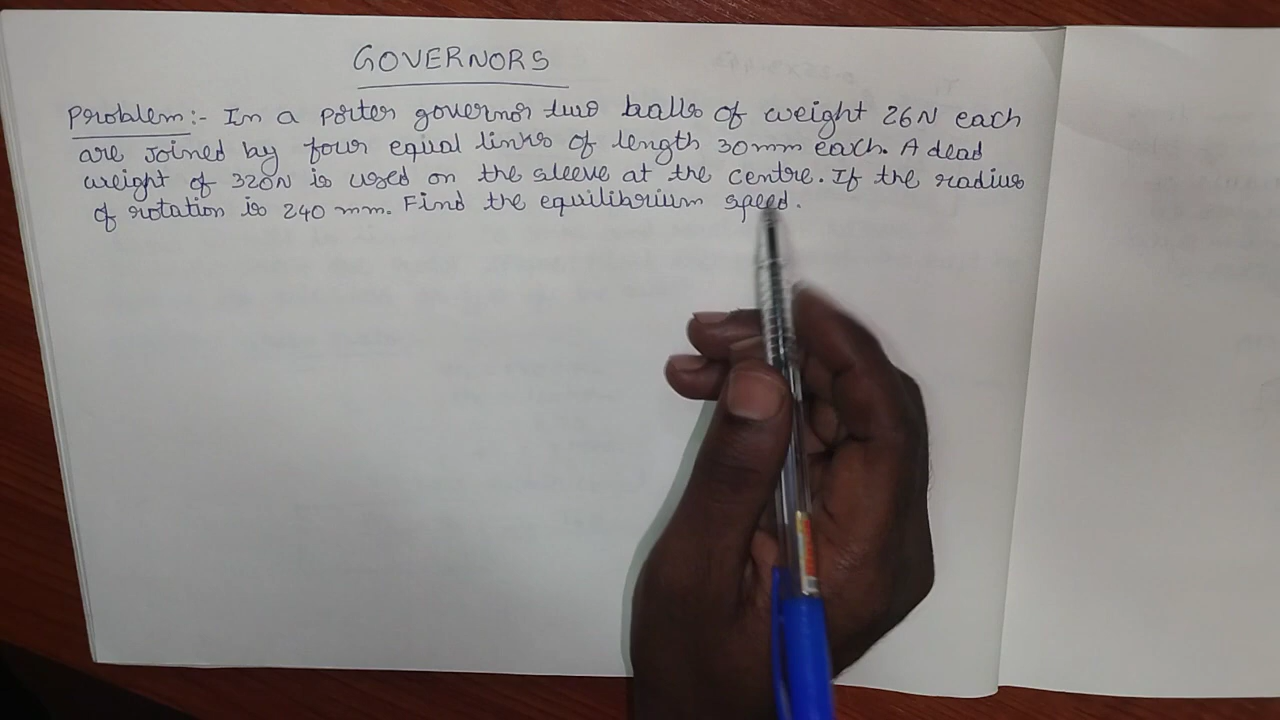 GOVERNORS
Problem:- In a porter governor two balls of weight 26N each
are joined by four equal links of length 30mm each. A dead
weight of 320N is used on the sleeve at the centre. If the radius
of rotation is 240 mm. Find the equilibrium speed.